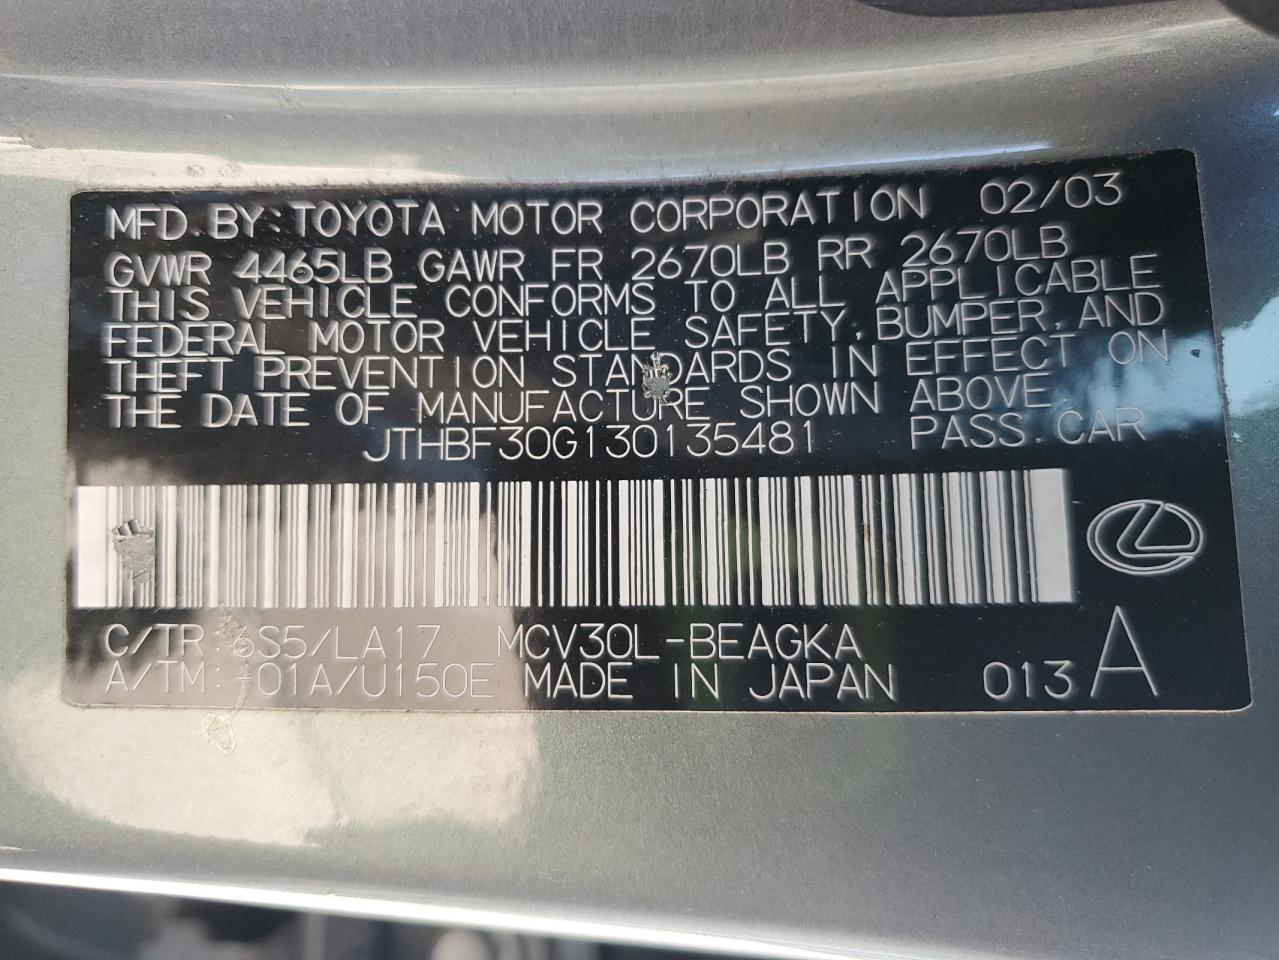 MFD.BY:TOYOTA MOTOR CORPORATION 02/03
GVWR 4465LB GAWR FR 2670LB RR 2670LB
THIS VEHICLE CONFORMS TO ALL APPLICABLE
FEDERAL MOTOR VEHICLE SAFETY, BUMPER, AND
THEFT PREVENTION STANDARDS IN EFFECT ON
THE DATE OF MANUFACTURE SHOWN ABOVE.
JTHBF30G130135481 PASS.CAR
C/TR:6S5/LA17 MCV30L-BEAGKA
A/TM:-01A/U150E MADE IN JAPAN 013 A